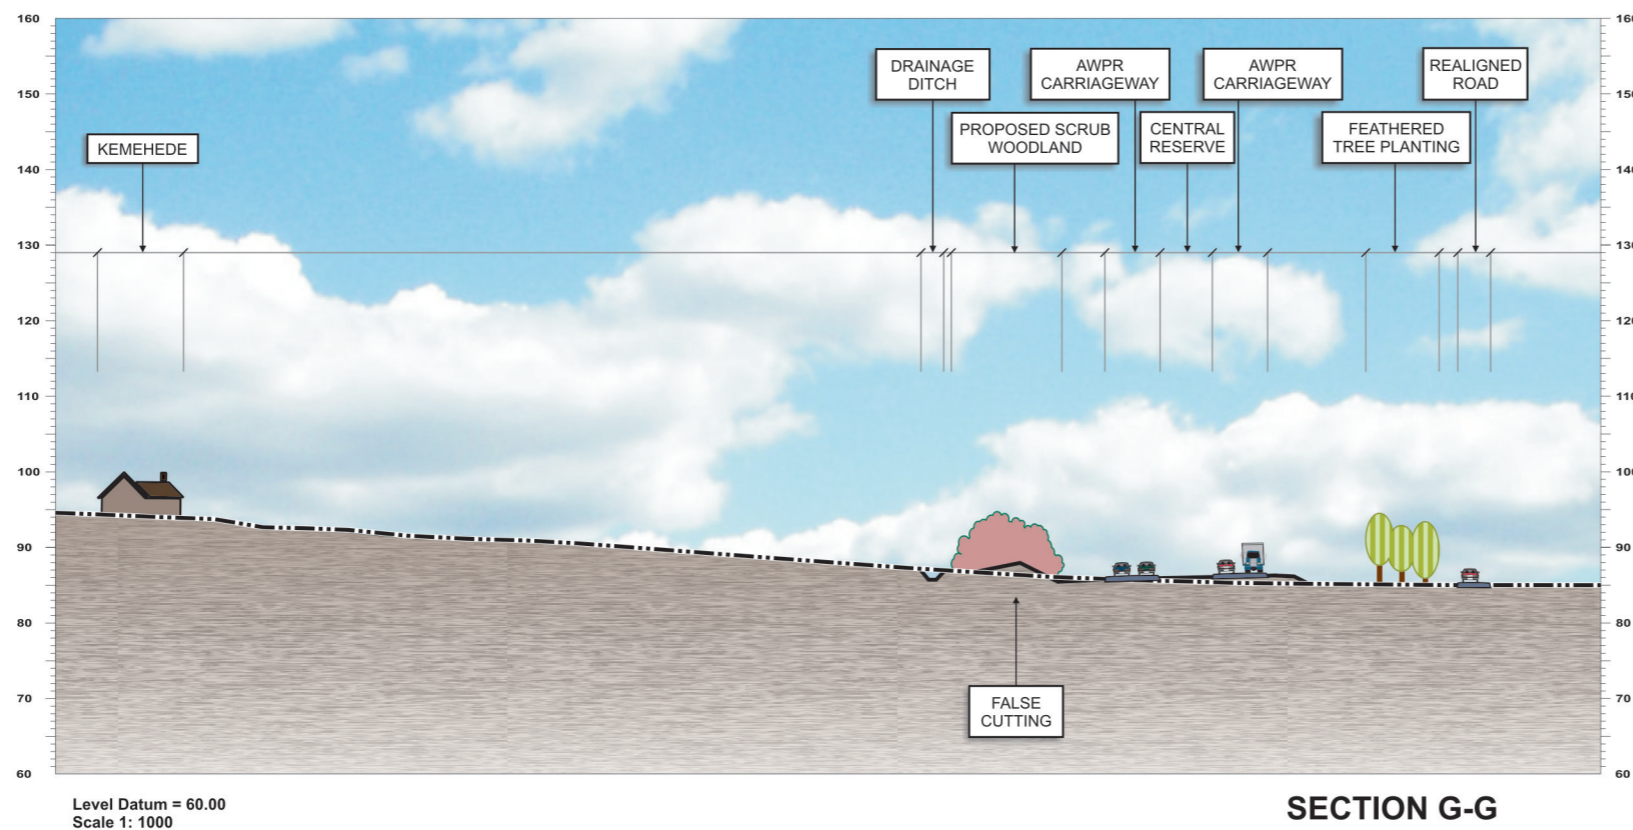 160
150
140
130
120
110
100
90
80
70
60
160
150
140
130
120
110
100
90
80
70
60
KEMEHEDE
DRAINAGE
DITCH
PROPOSED SCRUB
WOODLAND
AWPR
CARRIAGEWAY
CENTRAL
RESERVE
AWPR
CARRIAGEWAY
FEATHERED
TREE PLANTING
REALIGNED
ROAD
FALSE
CUTTING
Level Datum = 60.00
Scale 1: 1000
SECTION G-G